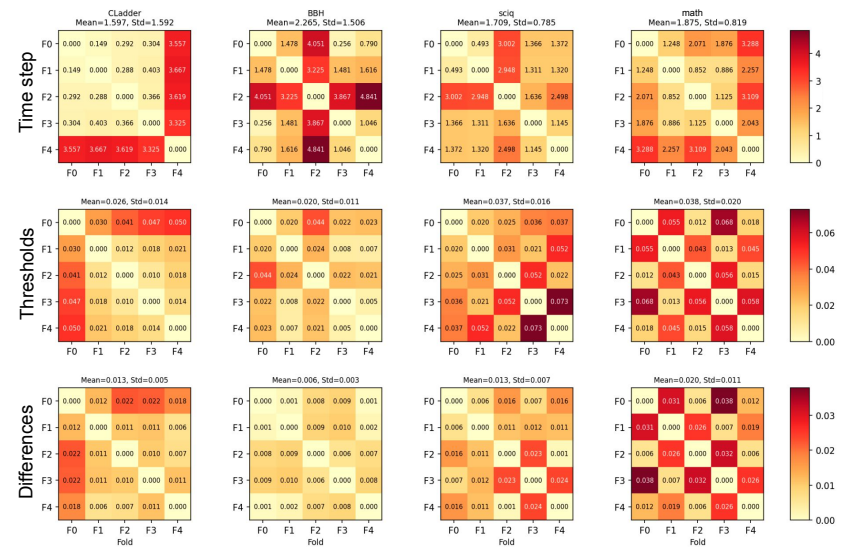 CLadder
Mean=1.597, Std=1.592
BBH
Mean=2.265, Std=1.506
sciq
Mean=1.709, Std=0.785
math
Mean=1.875, Std=0.819
Time step
F0 0.000 0.149 0.292 0.304 3.557
F1 0.149 0.000 0.288 0.403 3.667
F2 0.292 0.288 0.000 0.366 3.619
F3 0.304 0.403 0.366 0.000 3.325
F4 3.557 3.667 3.619 3.325 0.000
F0 F1 F2 F3 F4
F0 0.000 1.478 4.051 0.256 0.790
F1 1.478 0.000 3.225 1.481 1.616
F2 4.051 3.225 0.000 3.867 4.841
F3 0.256 1.481 3.867 0.000 1.046
F4 0.790 1.616 4.841 1.046 0.000
F0 F1 F2 F3 F4
F0 0.000 0.493 3.002 1.366 1.372
F1 0.493 0.000 2.948 1.311 1.320
F2 3.002 2.948 0.000 1.636 2.498
F3 1.366 1.311 1.636 0.000 1.145
F4 1.372 1.320 2.498 1.145 0.000
F0 F1 F2 F3 F4
F0 0.000 1.248 2.071 1.876 3.288
F1 1.248 0.000 0.852 0.886 2.257
F2 2.071 0.852 0.000 1.125 3.109
F3 1.876 0.886 1.125 0.000 2.043
F4 3.288 2.257 3.109 2.043 0.000
F0 F1 F2 F3 F4
4
3
2
1
0
Thresholds
Mean=0.026, Std=0.014
F0 0.000 0.030 0.041 0.047 0.050
F1 0.030 0.000 0.012 0.018 0.021
F2 0.041 0.012 0.000 0.010 0.018
F3 0.047 0.018 0.010 0.000 0.014
F4 0.050 0.021 0.018 0.014 0.000
F0 F1 F2 F3 F4
Mean=0.020, Std=0.011
F0 0.000 0.020 0.044 0.022 0.023
F1 0.020 0.000 0.024 0.008 0.007
F2 0.044 0.024 0.000 0.022 0.021
F3 0.022 0.008 0.022 0.000 0.005
F4 0.023 0.007 0.021 0.005 0.000
F0 F1 F2 F3 F4
Mean=0.037, Std=0.016
F0 0.000 0.020 0.025 0.036 0.037
F1 0.020 0.000 0.031 0.021 0.052
F2 0.025 0.031 0.000 0.052 0.022
F3 0.036 0.021 0.052 0.000 0.073
F4 0.037 0.052 0.022 0.073 0.000
F0 F1 F2 F3 F4
Mean=0.038, Std=0.020
F0 0.000 0.055 0.012 0.068 0.018
F1 0.055 0.000 0.043 0.013 0.045
F2 0.012 0.043 0.000 0.056 0.015
F3 0.068 0.013 0.056 0.000 0.058
F4 0.018 0.045 0.015 0.058 0.000
F0 F1 F2 F3 F4
0.06
0.04
0.02
0.00
Differences
Mean=0.013, Std=0.005
F0 0.000 0.012 0.022 0.022 0.018
F1 0.012 0.000 0.011 0.011 0.006
F2 0.022 0.011 0.000 0.010 0.007
F3 0.022 0.011 0.010 0.000 0.011
F4 0.018 0.006 0.007 0.011 0.000
F0 F1 F2 F3 F4
Fold
Mean=0.006, Std=0.003
F0 0.000 0.001 0.008 0.009 0.001
F1 0.001 0.000 0.009 0.010 0.002
F2 0.008 0.009 0.000 0.006 0.007
F3 0.009 0.010 0.006 0.000 0.008
F4 0.001 0.002 0.007 0.008 0.000
F0 F1 F2 F3 F4
Fold
Mean=0.013, Std=0.007
F0 0.000 0.006 0.016 0.007 0.016
F1 0.006 0.000 0.011 0.012 0.011
F2 0.016 0.011 0.000 0.023 0.001
F3 0.007 0.012 0.023 0.000 0.024
F4 0.016 0.011 0.001 0.024 0.000
F0 F1 F2 F3 F4
Fold
Mean=0.020, Std=0.011
F0 0.000 0.031 0.006 0.038 0.012
F1 0.031 0.000 0.026 0.007 0.019
F2 0.006 0.026 0.000 0.032 0.006
F3 0.038 0.007 0.032 0.000 0.026
F4 0.012 0.019 0.006 0.026 0.000
F0 F1 F2 F3 F4
Fold
0.03
0.02
0.01
0.00